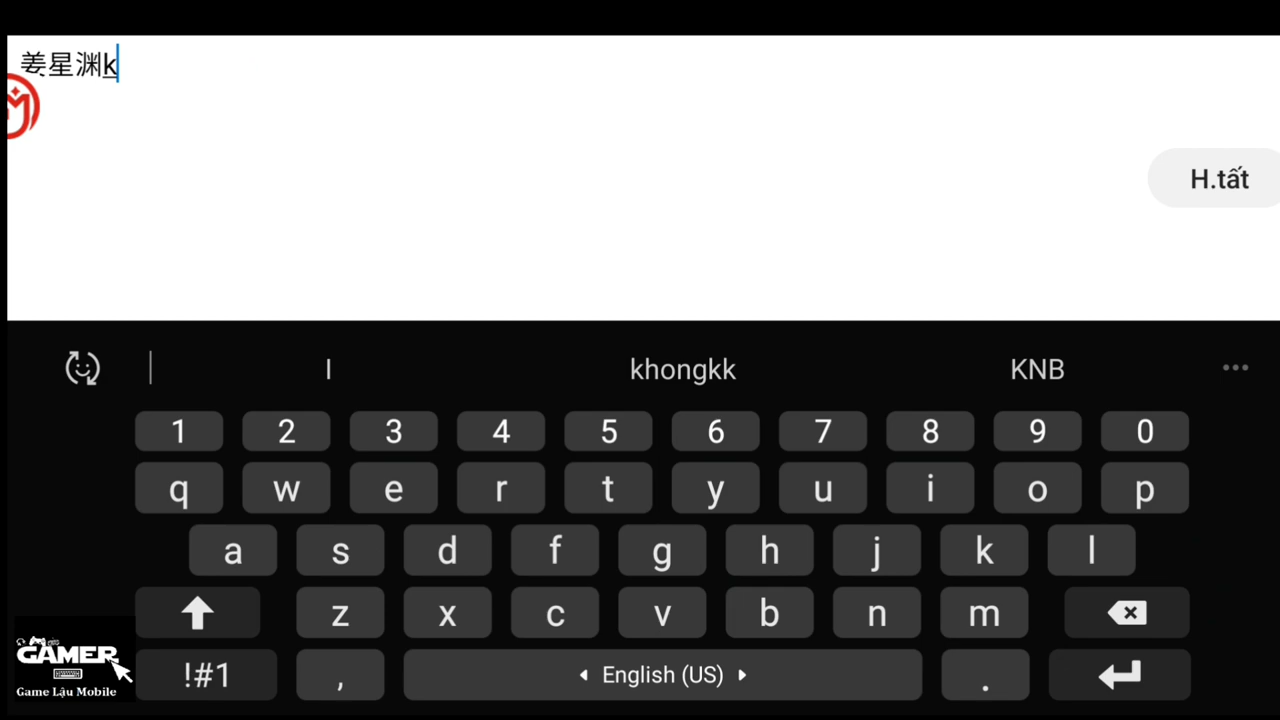 姜星渊k
H.tất
I khongkk KNB
1 2 3 4 5 6 7 8 9 0
q w e r t y u i o p
a s d f g h j k l
z x c v b n m
!#1 , English (US) .
GAMER
Game Lậu Mobile